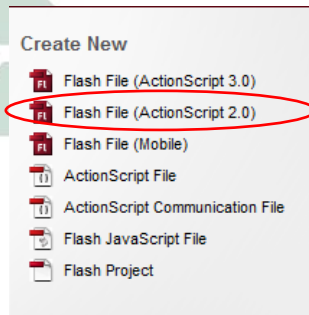 Create New
Flash File (ActionScript 3.0)
Flash File (ActionScript 2.0)
Flash File (Mobile)
ActionScript File
ActionScript Communication File
Flash JavaScript File
Flash Project